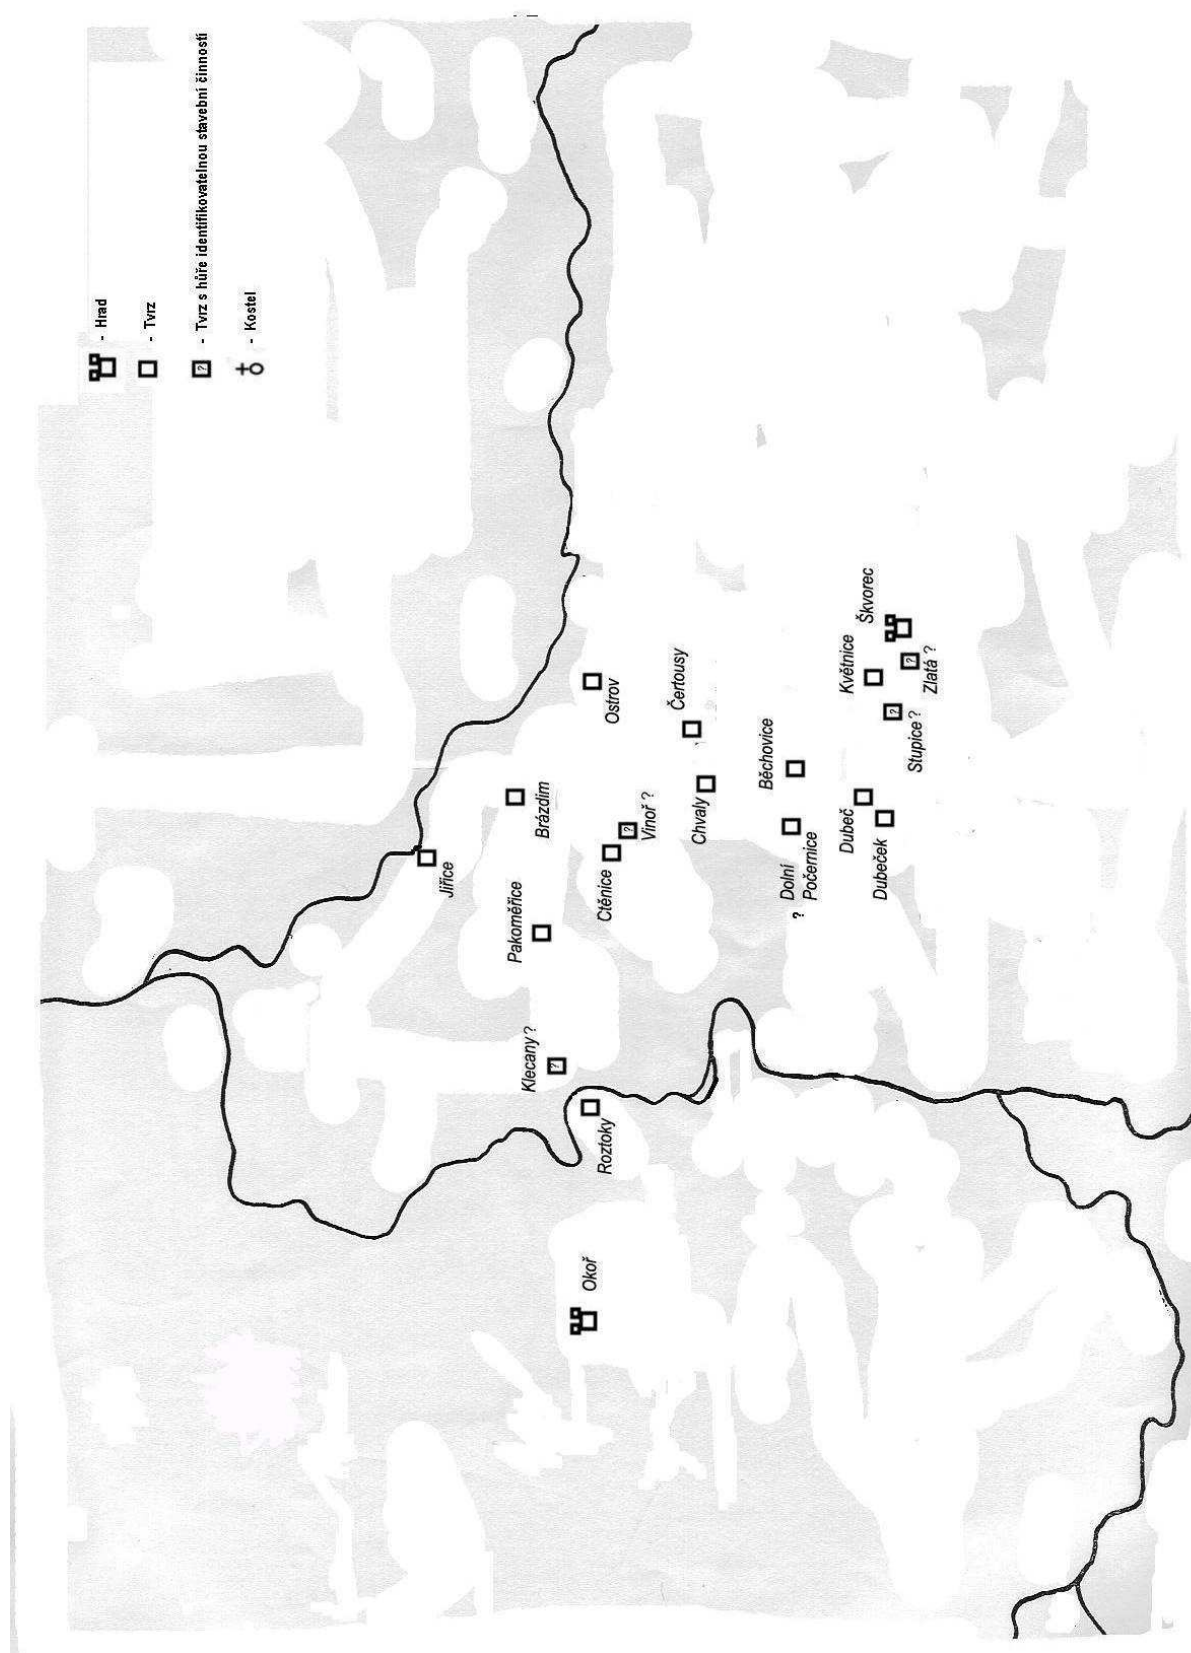 - Hrad
- Tvrz
? - Tvrz s hůře identifikovatelnou stavební činností
- Kostel
Okoř
Roztoky
Klecany ?
?
Pakoměřice
Jiřice
Brázdim
Ctěnice
Vinoř ?
?
Ostrov
Čertousy
Chvaly
Běchovice
?
Dolní
Počernice
Dubeč
Dubeček
Květnice
Škvorec
Stupice ?
?
Zlatá ?
?